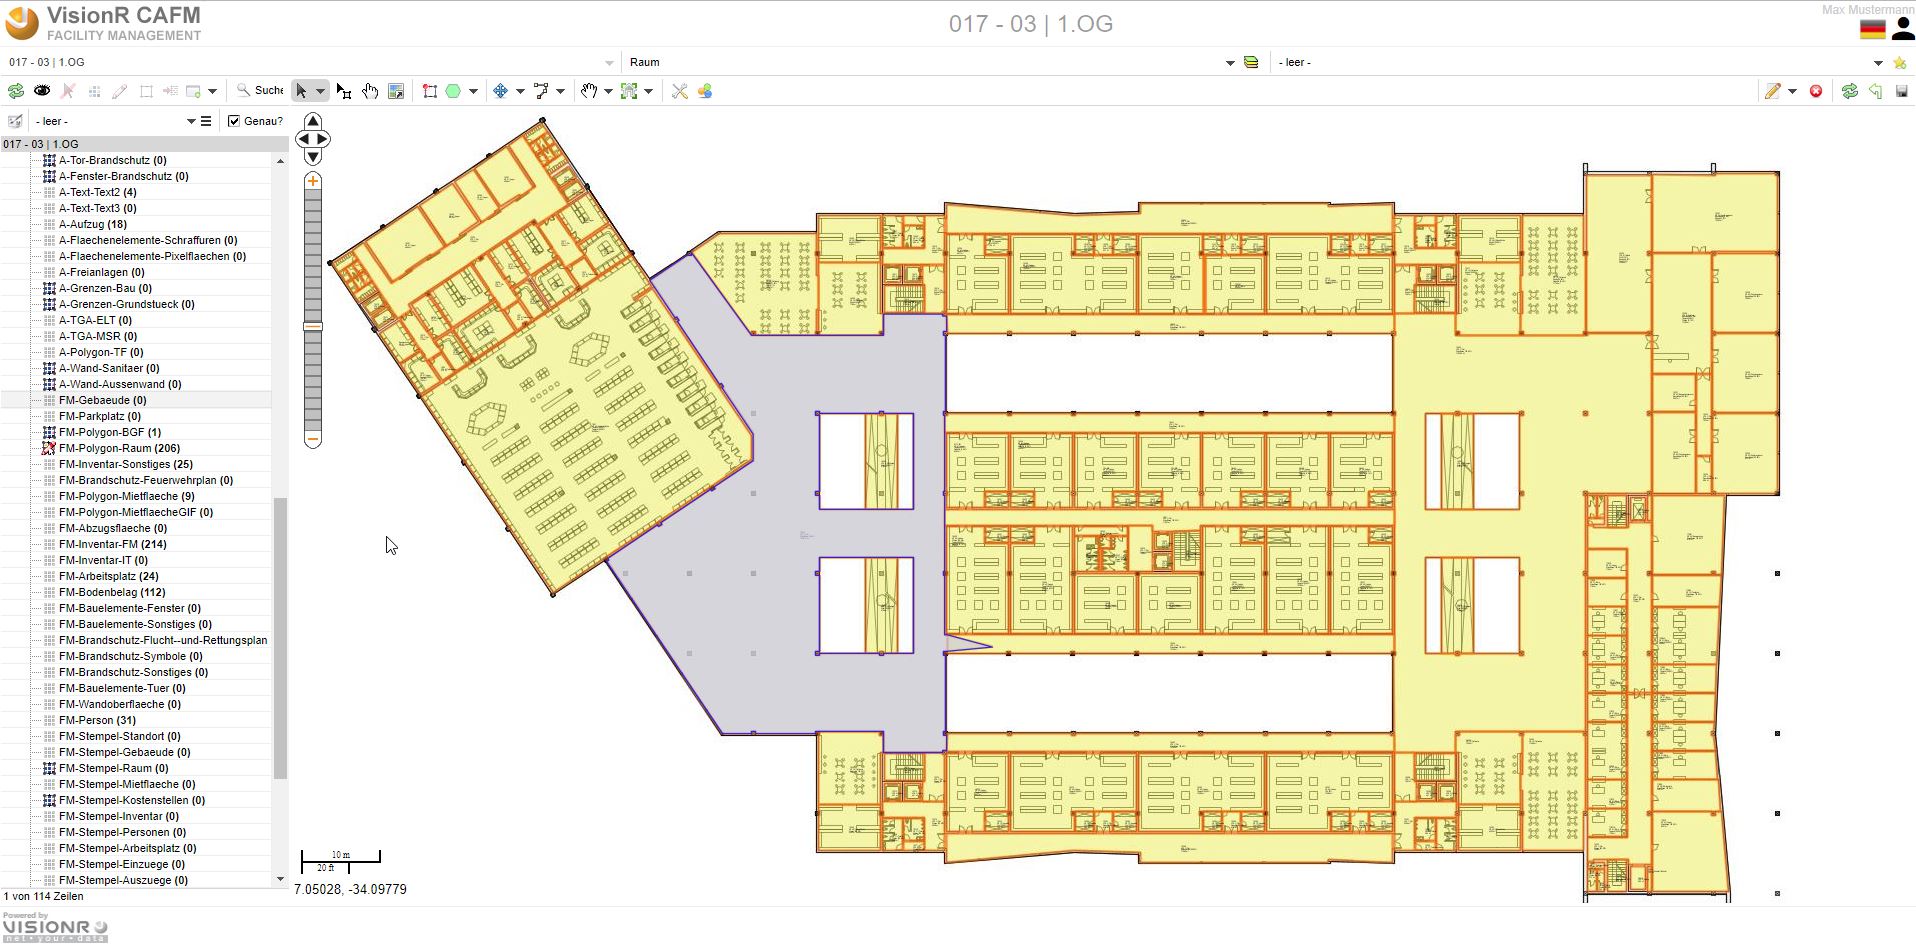 VisionR CAFM
FACILITY MANAGEMENT
017 - 03 | 1.OG
Max Mustermann
017 - 03 | 1.OG
Raum
- leer -
Suche
- leer -
Genau?
017 - 03 | 1.OG
A-Tor-Brandschutz (0)
A-Fenster-Brandschutz (0)
A-Text-Text2 (4)
A-Text-Text3 (0)
A-Aufzug (18)
A-Flaechenelemente-Schraffuren (0)
A-Flaechenelemente-Pixelflaechen (0)
A-Freianlagen (0)
A-Grenzen-Bau (0)
A-Grenzen-Grundstueck (0)
A-TGA-ELT (0)
A-TGA-MSR (0)
A-Polygon-TF (0)
A-Wand-Sanitaer (0)
A-Wand-Aussenwand (0)
FM-Gebaeude (0)
FM-Parkplatz (0)
FM-Polygon-BGF (1)
FM-Polygon-Raum (206)
FM-Inventar-Sonstiges (25)
FM-Brandschutz-Feuerwehrplan (0)
FM-Polygon-Mietflaeche (9)
FM-Polygon-MietflaecheGIF (0)
FM-Abzugsflaeche (0)
FM-Inventar-FM (214)
FM-Inventar-IT (0)
FM-Arbeitsplatz (24)
FM-Bodenbelag (112)
FM-Bauelemente-Fenster (0)
FM-Bauelemente-Sonstiges (0)
FM-Brandschutz-Flucht--und-Rettungsplan
FM-Brandschutz-Symbole (0)
FM-Brandschutz-Sonstiges (0)
FM-Bauelemente-Tuer (0)
FM-Wandoberflaeche (0)
FM-Person (31)
FM-Stempel-Standort (0)
FM-Stempel-Gebaeude (0)
FM-Stempel-Raum (0)
FM-Stempel-Mietflaeche (0)
FM-Stempel-Kostenstellen (0)
FM-Stempel-Inventar (0)
FM-Stempel-Personen (0)
FM-Stempel-Arbeitsplatz (0)
FM-Stempel-Einzuege (0)
FM-Stempel-Auszuege (0)
1 von 114 Zeilen
10 m
20 ft
7.05028, -34.09779
Powered by
VISIONR
net • your • data